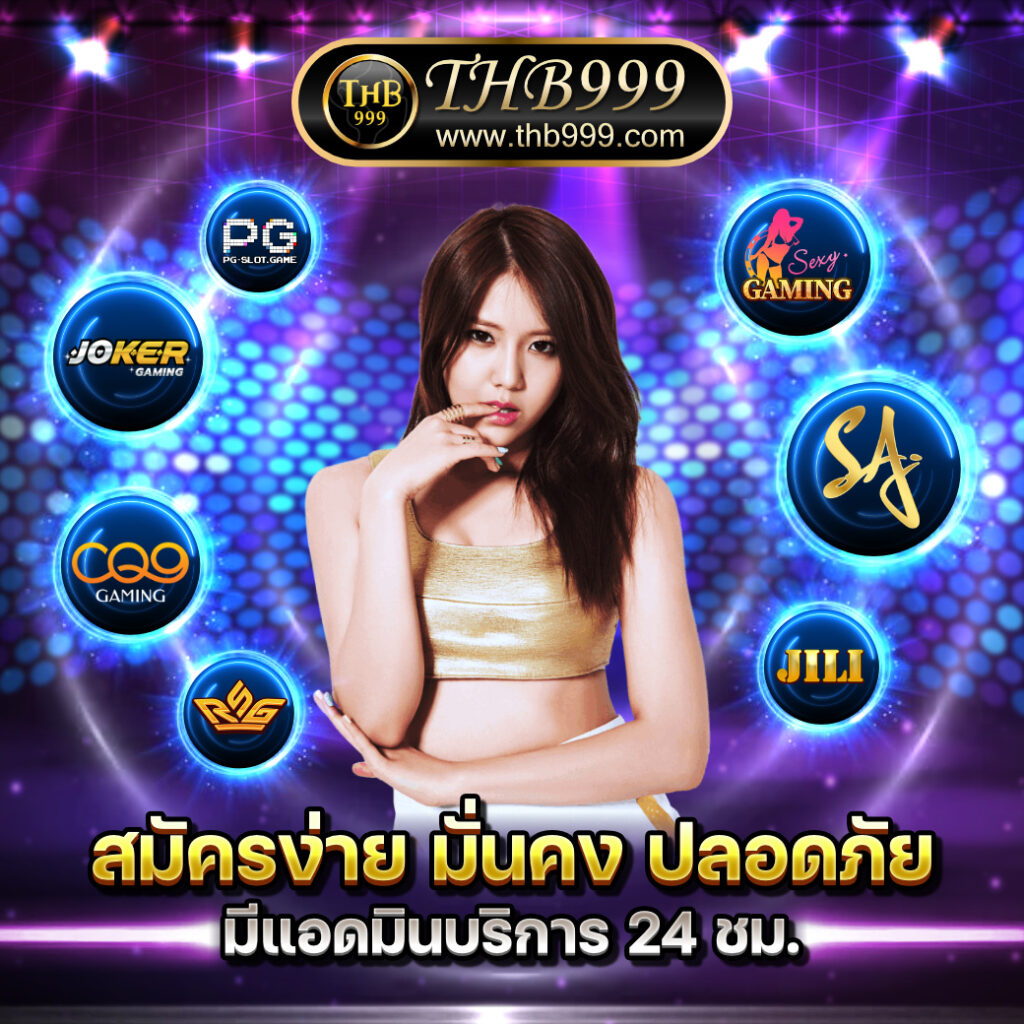 THB
999
THB999
www.thb999.com
PG
PG-SLOT.GAME
Sexy.
GAMING
JOKER
GAMING
SA
CQ9
GAMING
JILI
RSG
สมัครง่าย มั่นคง ปลอดภัย
มีแอดมินบริการ 24 ชม.